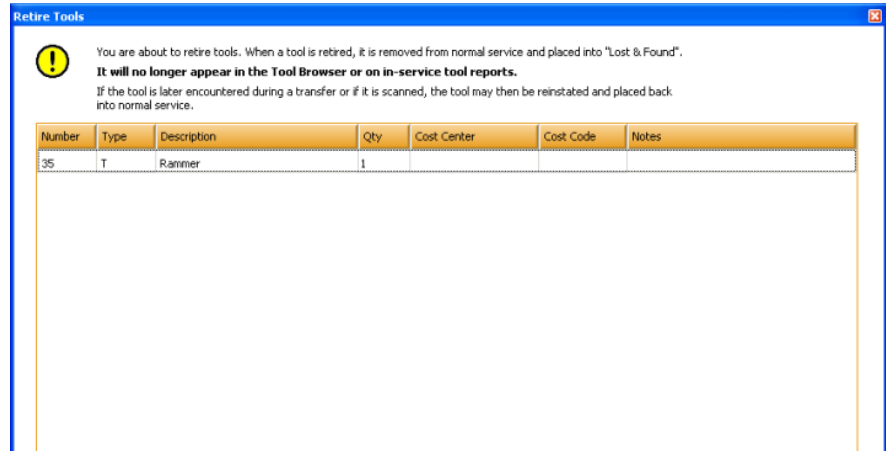 Retire Tools
You are about to retire tools. When a tool is retired, it is removed from normal service and placed into "Lost & Found".
It will no longer appear in the Tool Browser or on in-service tool reports.
If the tool is later encountered during a transfer or if it is scanned, the tool may then be reinstated and placed back
into normal service.
Number Type Description Qty Cost Center Cost Code Notes
35 T Rammer 1